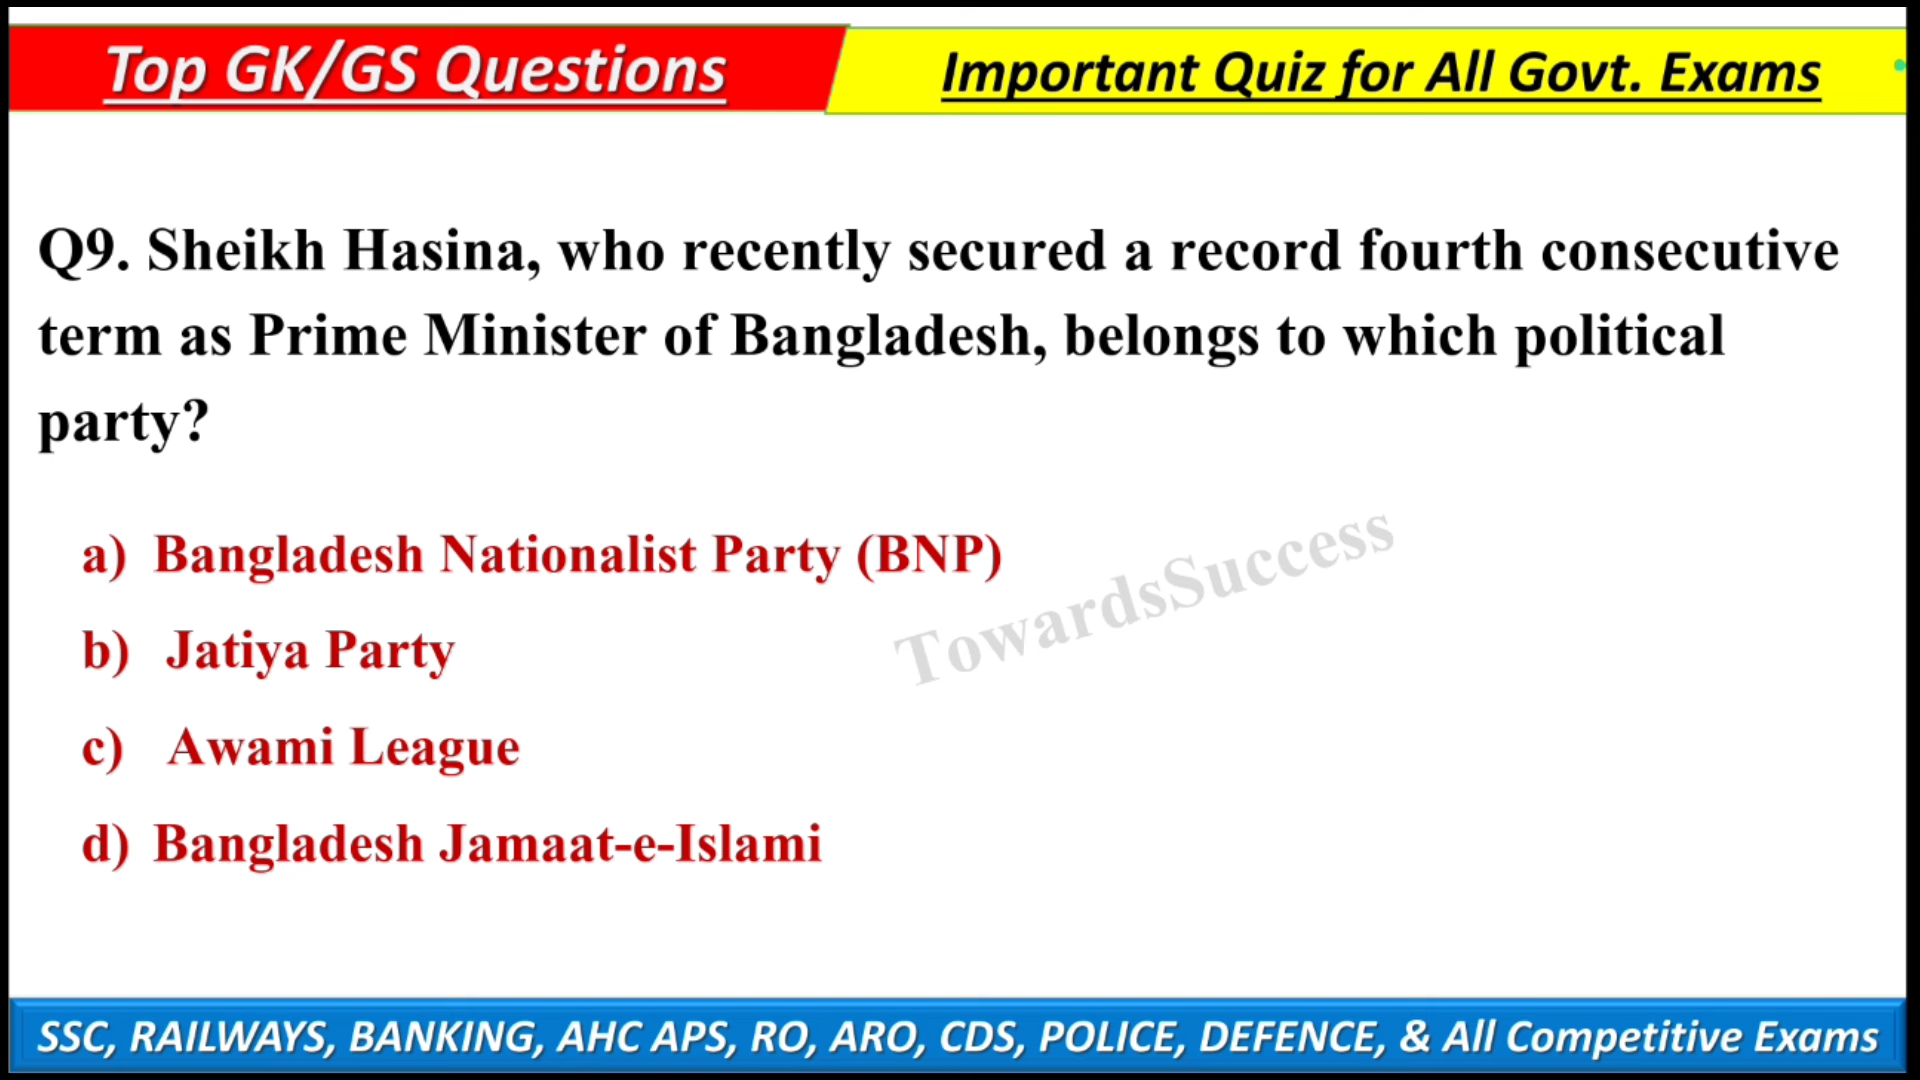 Top GK/GS Questions
Important Quiz for All Govt. Exams
Q9. Sheikh Hasina, who recently secured a record fourth consecutive
term as Prime Minister of Bangladesh, belongs to which political
party?
a) Bangladesh Nationalist Party (BNP)
b) Jatiya Party
c) Awami League
d) Bangladesh Jamaat-e-Islami
TowardsSuccess
SSC, RAILWAYS, BANKING, AHC APS, RO, ARO, CDS, POLICE, DEFENCE, & All Competitive Exams